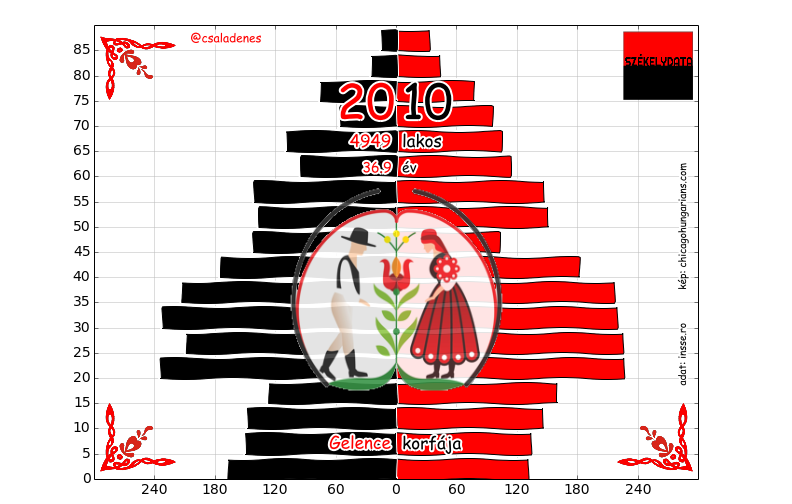 @csaladenes
SZÉKELYDATA
2010
4949 lakos
36.9 év
Gelence korfája
kép: chicagohungarians.com
adat: insse.ro
85
80
75
70
65
60
55
50
45
40
35
30
25
20
15
10
5
0
240 180 120 60 0 60 120 180 240